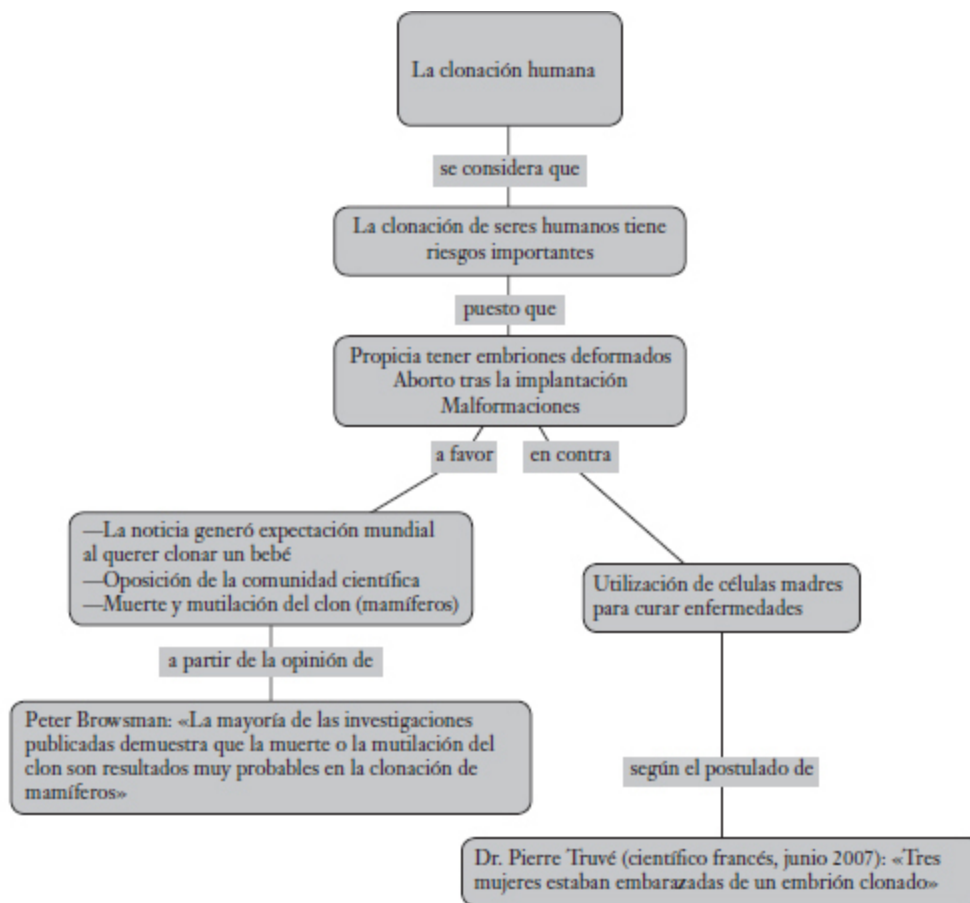 La clonación humana
se considera que
La clonación de seres humanos tiene
riesgos importantes
puesto que
Propicia tener embriones deformados
Aborto tras la implantación
Malformaciones
a favor
en contra
—La noticia generó expectación mundial
al querer clonar un bebé
—Oposición de la comunidad científica
—Muerte y mutilación del clon (mamíferos)
Utilización de células madres
para curar enfermedades
a partir de la opinión de
Peter Browsman: «La mayoría de las investigaciones
publicadas demuestra que la muerte o la mutilación del
clon son resultados muy probables en la clonación de
mamíferos»
según el postulado de
Dr. Pierre Truvé (científico francés, junio 2007): «Tres
mujeres estaban embarazadas de un embrión clonado»